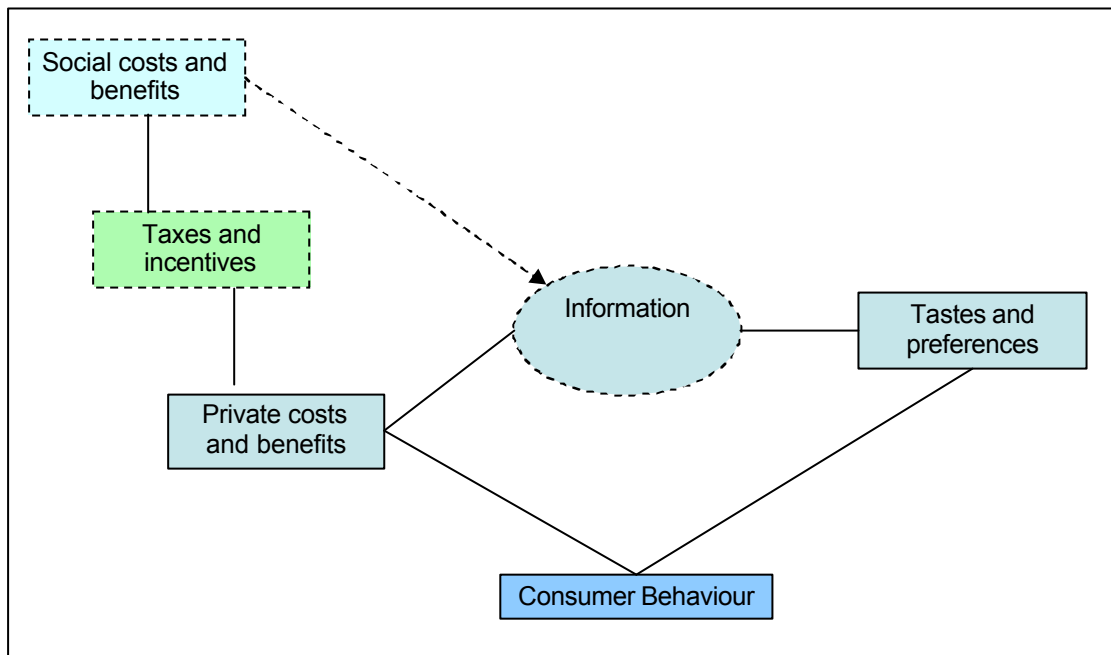 Social costs and
benefits
Taxes and
incentives
Information
Tastes and
preferences
Private costs
and benefits
Consumer Behaviour